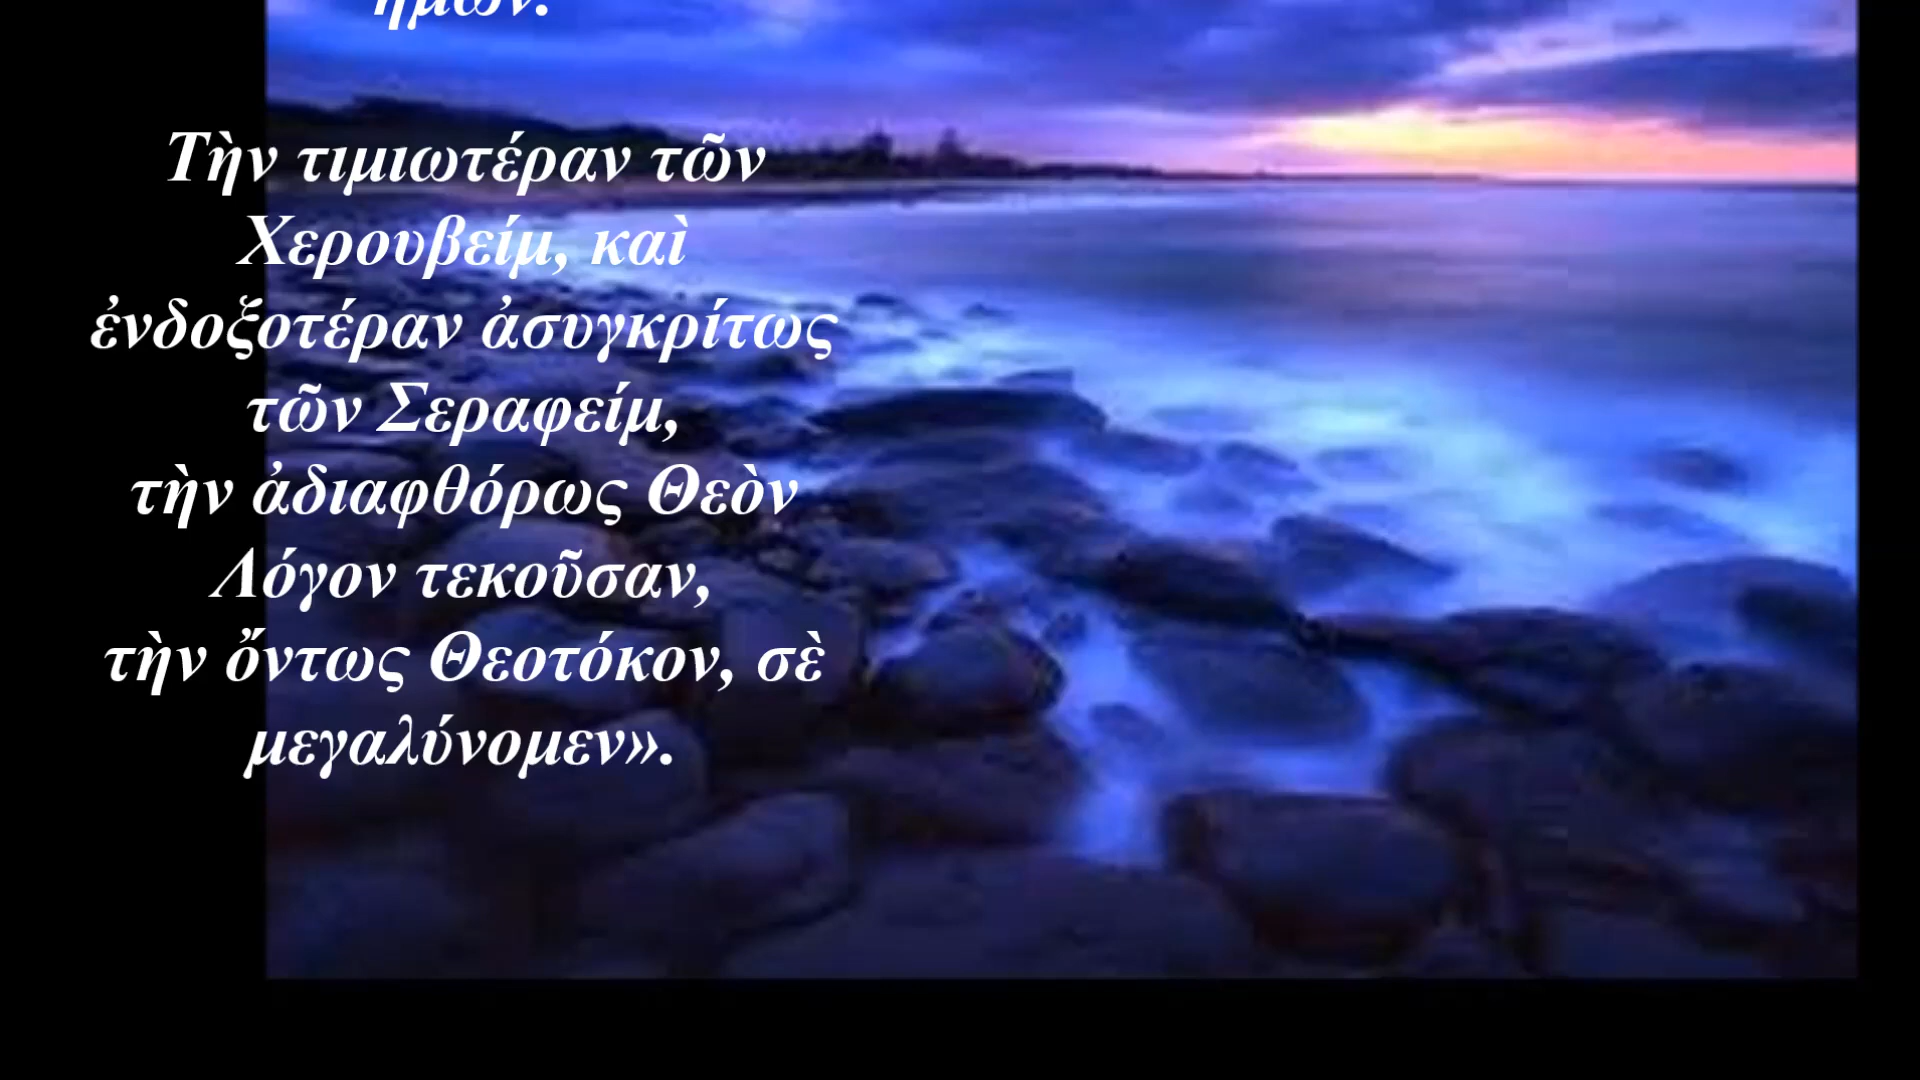 ἡμῶν.
Τὴν τιμιωτέραν τῶν
Χερουβείμ, καὶ
ἐνδοξοτέραν ἀσυγκρίτως
τῶν Σεραφείμ,
τὴν ἀδιαφθόρως Θεὸν
Λόγον τεκοῦσαν,
τὴν ὄντως Θεοτόκον, σὲ
μεγαλύνομεν».